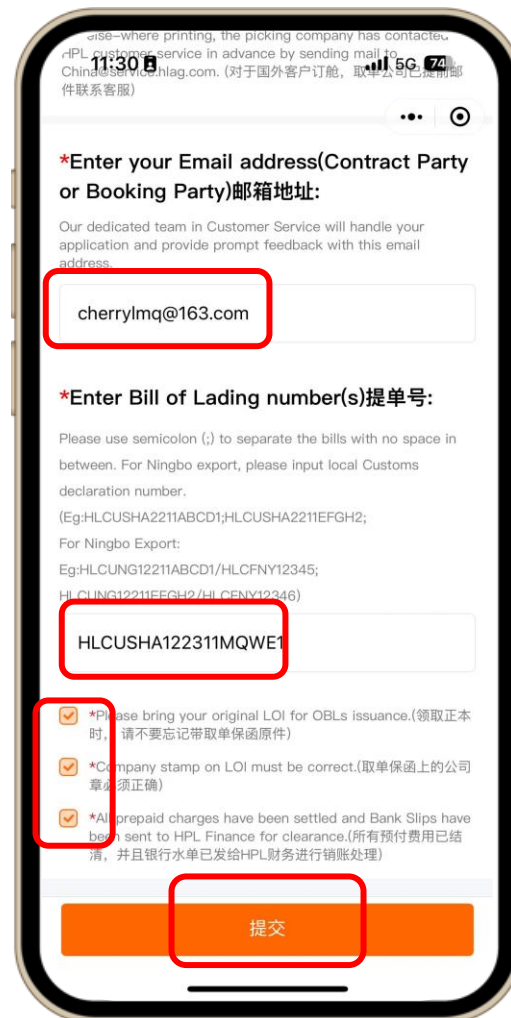 else-where printing, the picking company has contacted
HPL customer service in advance by sending mail to
11:30 5G 74
China@service.hlag.com. (对于国外客户订舱，取单公司已提前邮
件联系客服)
*Enter your Email address(Contract Party
or Booking Party)邮箱地址:
Our dedicated team in Customer Service will handle your
application and provide prompt feedback with this email
address.
cherrylmq@163.com
*Enter Bill of Lading number(s)提单号:
Please use semicolon (;) to separate the bills with no space in
between. For Ningbo export, please input local Customs
declaration number.
(Eg:HLCUSHA2211ABCD1;HLCUSHA2211EFGH2;
For Ningbo Export:
Eg:HLCUNG12211ABCD1/HLCFNY12345;
HLCUNG12211EFGH2/HLCFNY12346)
HLCUSHA122311MQWE1
*Please bring your original LOI for OBLs issuance.(领取正本
时，请不要忘记带取单保函原件)
*Company stamp on LOI must be correct.(取单保函上的公司
章必须正确)
*All prepaid charges have been settled and Bank Slips have
been sent to HPL Finance for clearance.(所有预付费用已结
清，并且银行水单已发给HPL财务进行销账处理)
提交